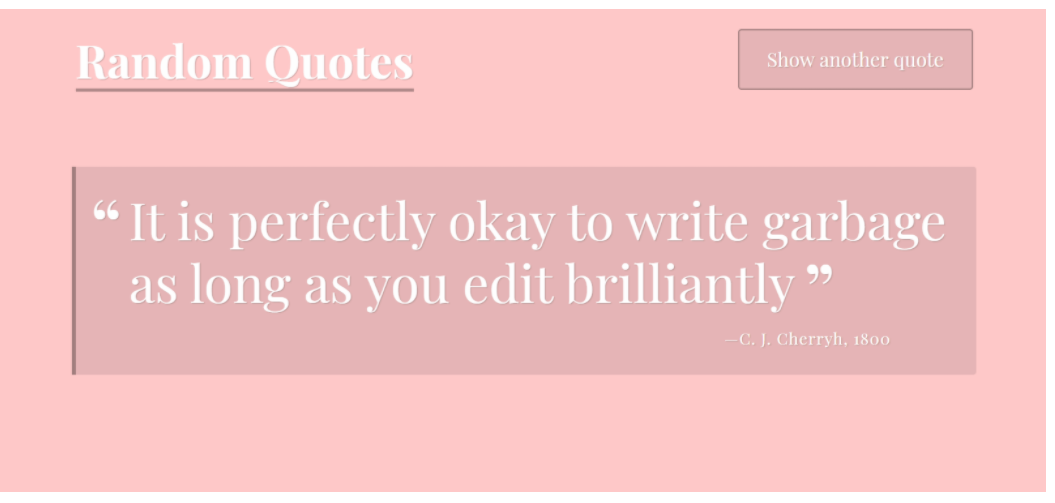 Random Quotes
Show another quote
“ It is perfectly okay to write garbage
as long as you edit brilliantly ”
—C. J. Cherryh, 1800